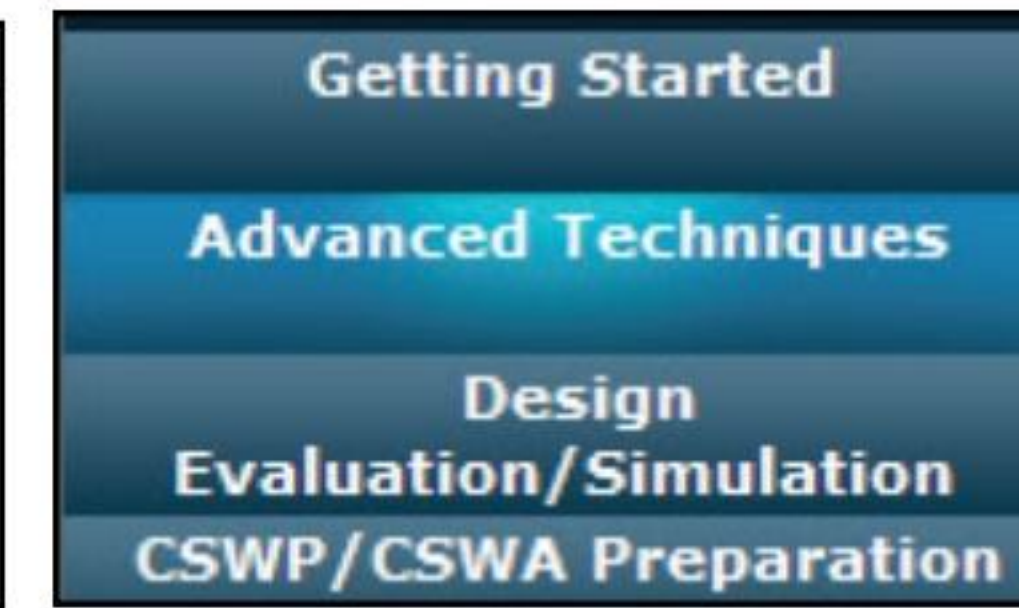 Getting Started
Advanced Techniques
Design
Evaluation/Simulation
CSWP/CSWA Preparation